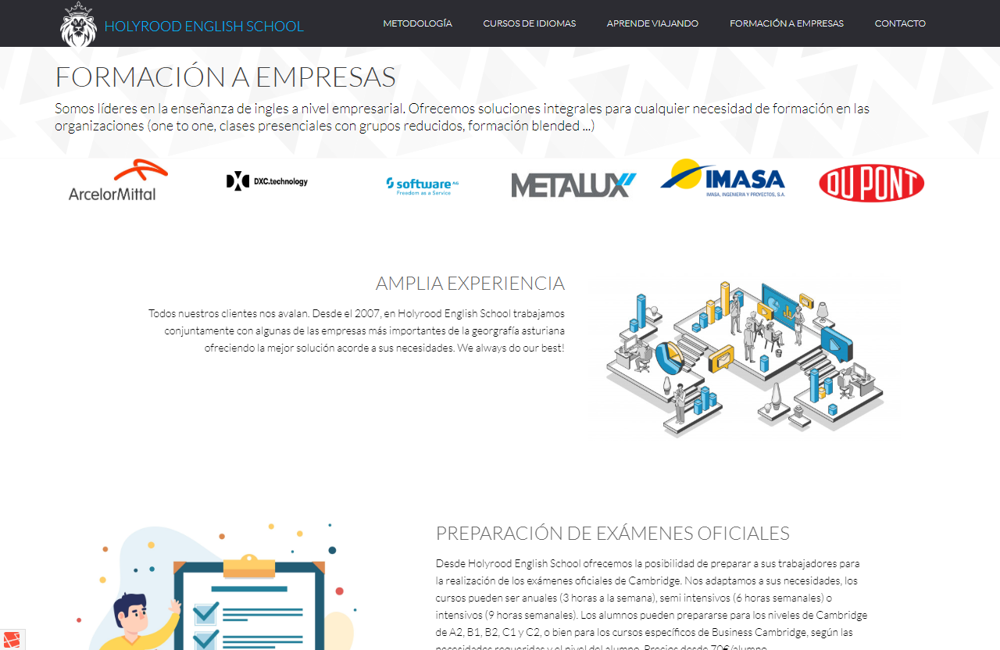 HOLYROOD ENGLISH SCHOOL
METODOLOGÍA CURSOS DE IDIOMAS APRENDE VIAJANDO FORMACIÓN A EMPRESAS CONTACTO
FORMACIÓN A EMPRESAS
Somos líderes en la enseñanza de ingles a nivel empresarial. Ofrecemos soluciones integrales para cualquier necesidad de formación en las
organizaciones (one to one, clases presenciales con grupos reducidos, formación blended ...)
ArcelorMittal
DXC.technology
software AG
Freedom as a Service
METALUX
IMASA
IMASA, INGENIERIA Y PROYECTOS, S.A.
DUPONT
AMPLIA EXPERIENCIA
Todos nuestros clientes nos avalan. Desde el 2007, en Holyrood English School trabajamos
conjuntamente con algunas de las empresas más importantes de la georgrafía asturiana
ofreciendo la mejor solución acorde a sus necesidades. We always do our best!
PREPARACIÓN DE EXÁMENES OFICIALES
Desde Holyrood English School ofrecemos la posibilidad de preparar a sus trabajadores para
la realización de los exámenes oficiales de Cambridge. Nos adaptamos a sus necesidades, los
cursos pueden ser anuales (3 horas a la semana), semi intensivos (6 horas semanales) o
intensivos (9 horas semanales). Los alumnos pueden prepararse para los niveles de Cambridge
de A2, B1, B2, C1 y C2, o bien para los cursos específicos de Business Cambridge, según las
necesidades requeridas y el nivel del alumno. Precios desde 70€/alumno.